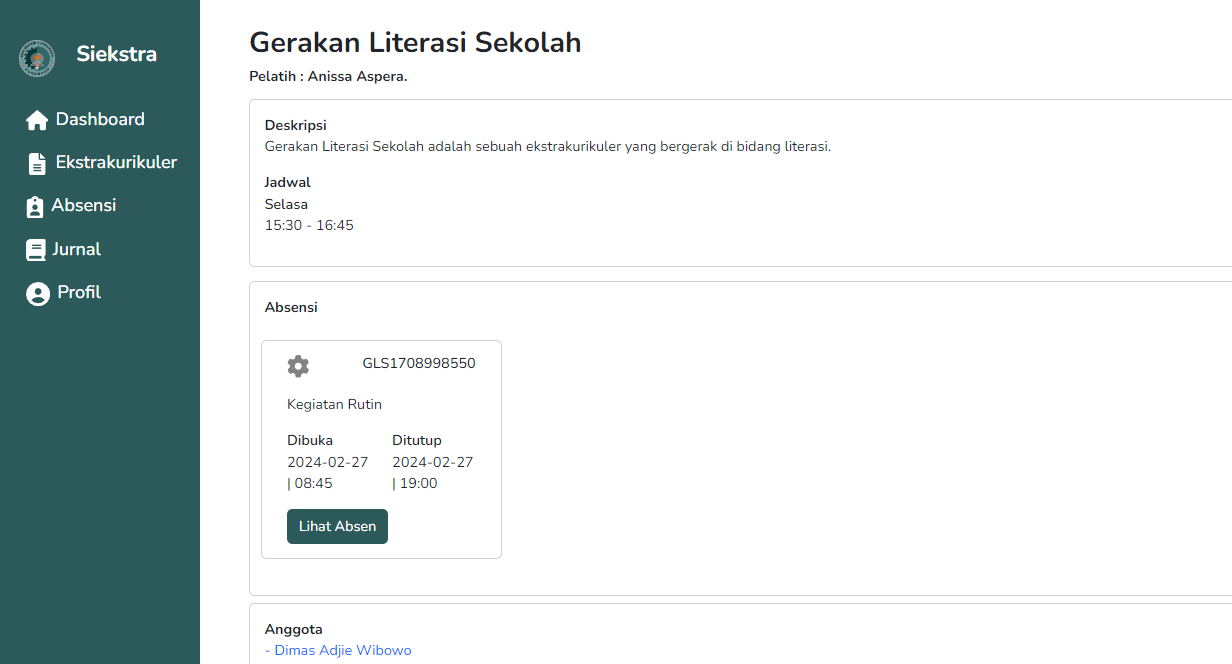 Siekstra
Dashboard
Ekstrakurikuler
Absensi
Jurnal
Profil
Gerakan Literasi Sekolah
Pelatih : Anissa Aspera.
Deskripsi
Gerakan Literasi Sekolah adalah sebuah ekstrakurikuler yang bergerak di bidang literasi.
Jadwal
Selasa
15:30 - 16:45
Absensi
GLS1708998550
Kegiatan Rutin
Dibuka Ditutup
2024-02-27 2024-02-27
| 08:45 | 19:00
Lihat Absen
Anggota
- Dimas Adjie Wibowo